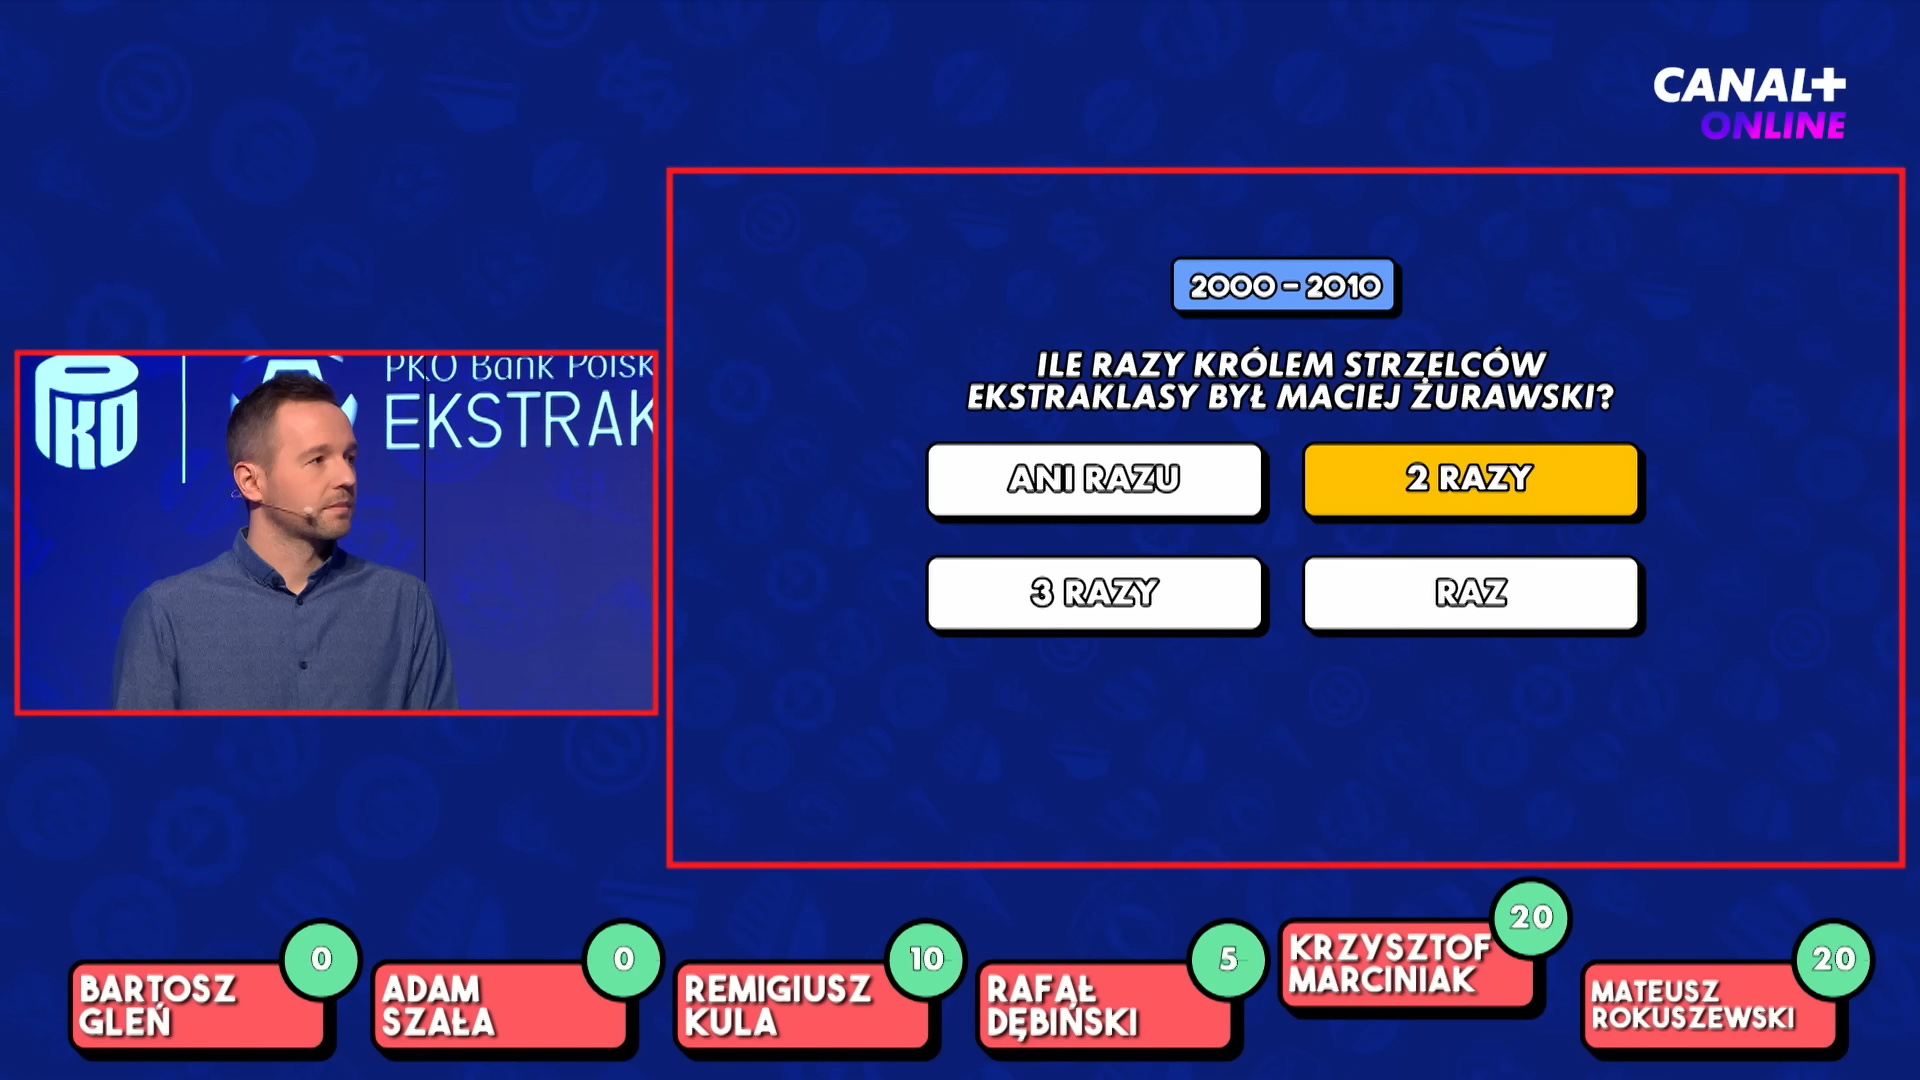 CANAL+
ONLINE
PKO
PKO Bank Polsk
EKSTRAK
2000 – 2010
ILE RAZY KRÓLEM STRZELCÓW
EKSTRAKLASY BYŁ MACIEJ ŻURAWSKI?
ANI RAZU
2 RAZY
3 RAZY
RAZ
BARTOSZ
GLEŃ
0
ADAM
SZAŁA
0
REMIGIUSZ
KULA
10
RAFAŁ
DĘBIŃSKI
5
KRZYSZTOF
MARCINIAK
20
MATEUSZ
ROKUSZEWSKI
20